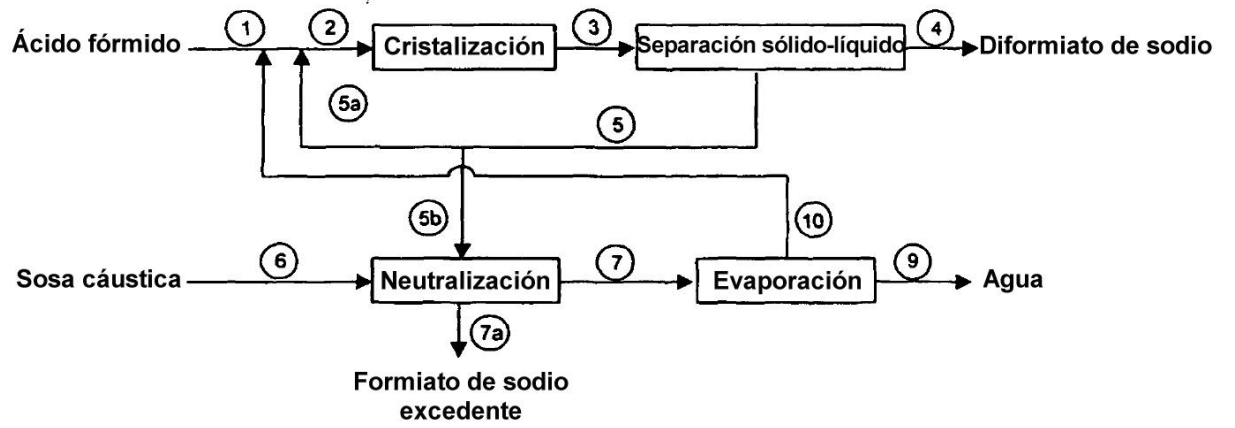 Ácido fórmido
1
2
Cristalización
3
Separación sólido-líquido
4
Diformiato de sodio
5a
5
5b
10
Sosa cáustica
6
Neutralización
7
Evaporación
9
Agua
7a
Formiato de sodio
excedente